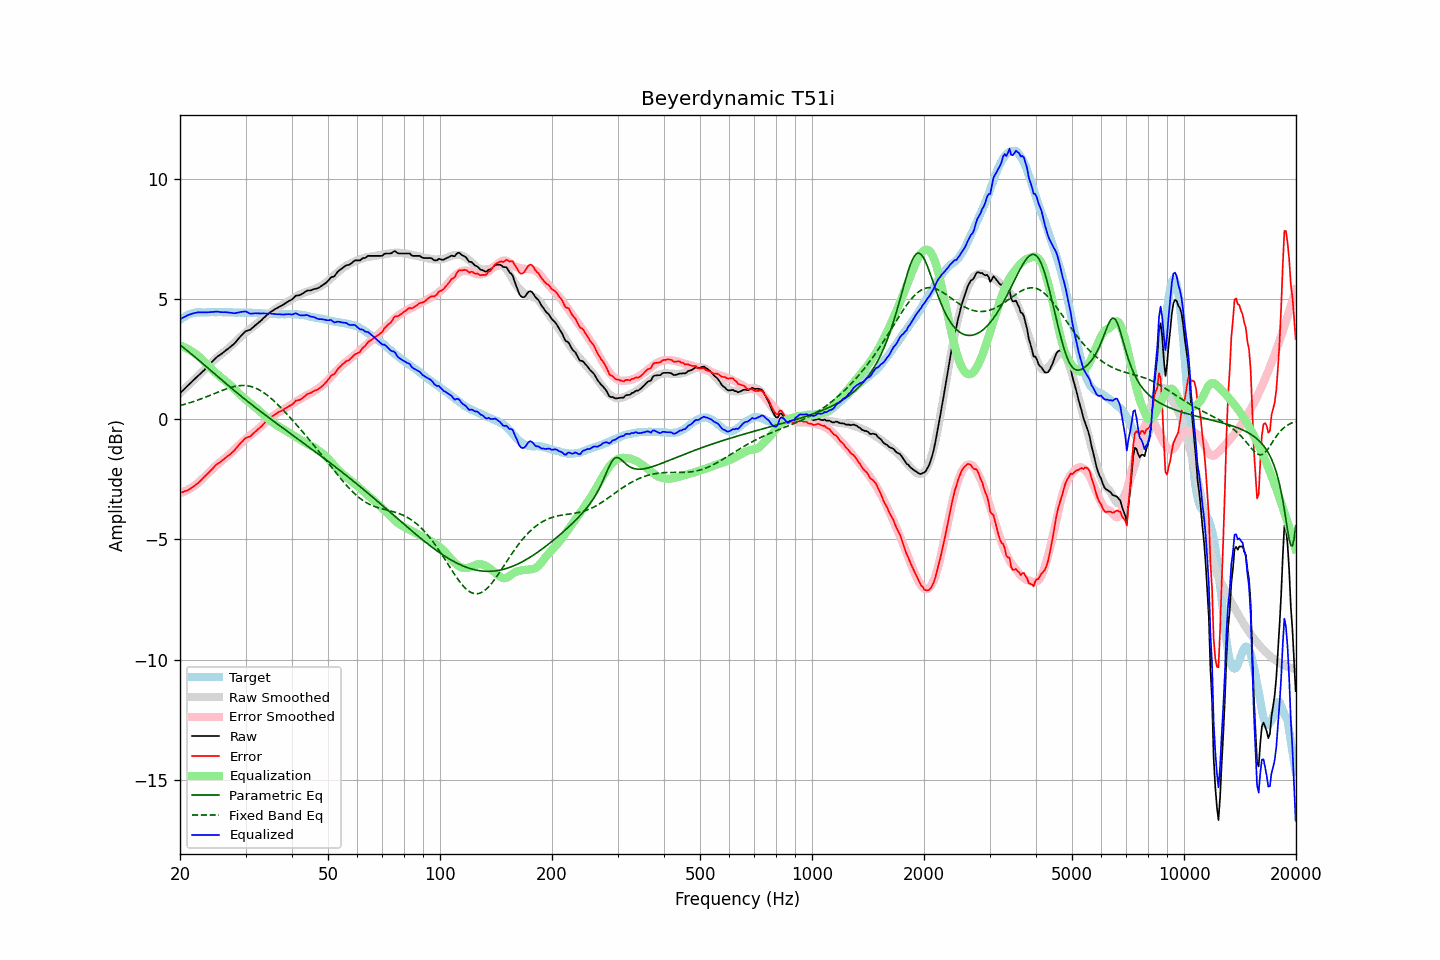 Beyerdynamic T51i
Amplitude (dBr)
10
5
0
−5
−10
−15
Target
Raw Smoothed
Error Smoothed
Raw
Error
Equalization
Parametric Eq
Fixed Band Eq
Equalized
20 50 100 200 500 1000 2000 5000 10000 20000
Frequency (Hz)